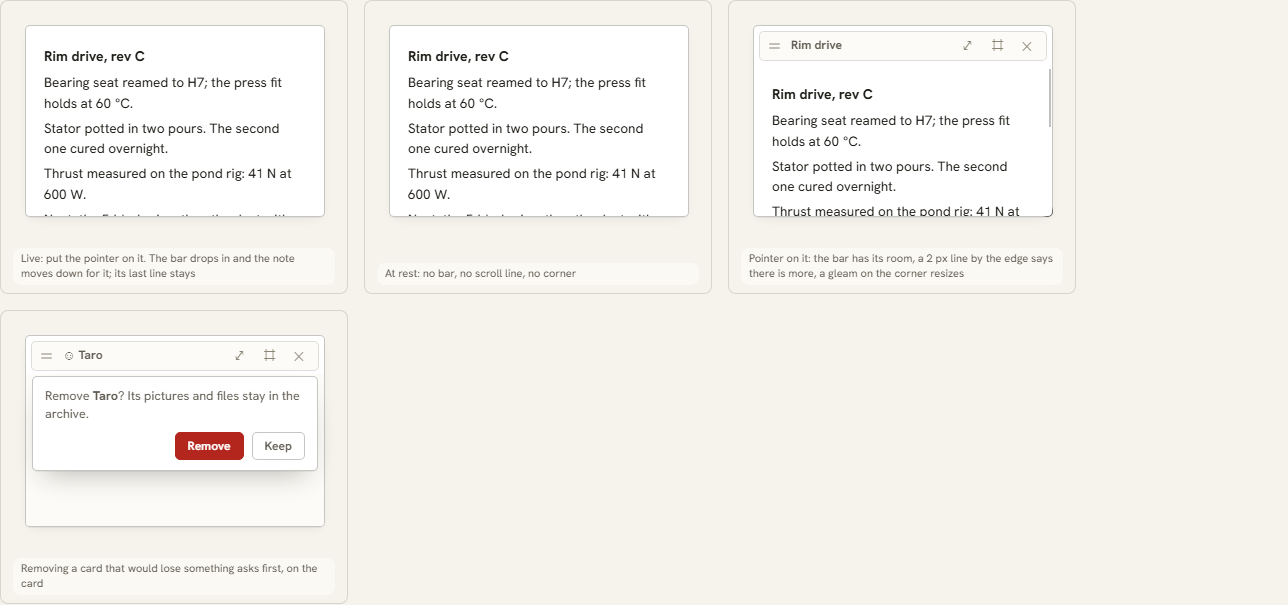 Rim drive, rev C
Bearing seat reamed to H7; the press fit
holds at 60 °C.
Stator potted in two pours. The second
one cured overnight.
Thrust measured on the pond rig: 41 N at
600 W.
Live: put the pointer on it. The bar drops in and the note
moves down for it; its last line stays
Rim drive, rev C
Bearing seat reamed to H7; the press fit
holds at 60 °C.
Stator potted in two pours. The second
one cured overnight.
Thrust measured on the pond rig: 41 N at
600 W.
At rest: no bar, no scroll line, no corner
Rim drive
Rim drive, rev C
Bearing seat reamed to H7; the press fit
holds at 60 °C.
Stator potted in two pours. The second
one cured overnight.
Thrust measured on the pond rig: 41 N at
Pointer on it: the bar has its room, a 2 px line by the edge says
there is more, a gleam on the corner resizes
Taro
Remove Taro? Its pictures and files stay in the
archive.
Remove
Keep
Removing a card that would lose something asks first, on the
card